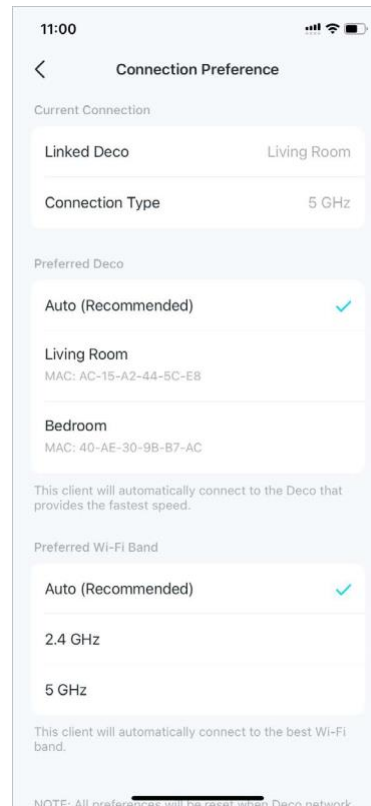 11:00
Connection Preference
Current Connection
Linked Deco Living Room
Connection Type 5 GHz
Preferred Deco
Auto (Recommended)
Living Room
MAC: AC-15-A2-44-5C-E8
Bedroom
MAC: 40-AE-30-9B-B7-AC
This client will automatically connect to the Deco that
provides the fastest speed.
Preferred Wi-Fi Band
Auto (Recommended)
2.4 GHz
5 GHz
This client will automatically connect to the best Wi-Fi
band.
NOTE: All preferences will be reset when Deco network